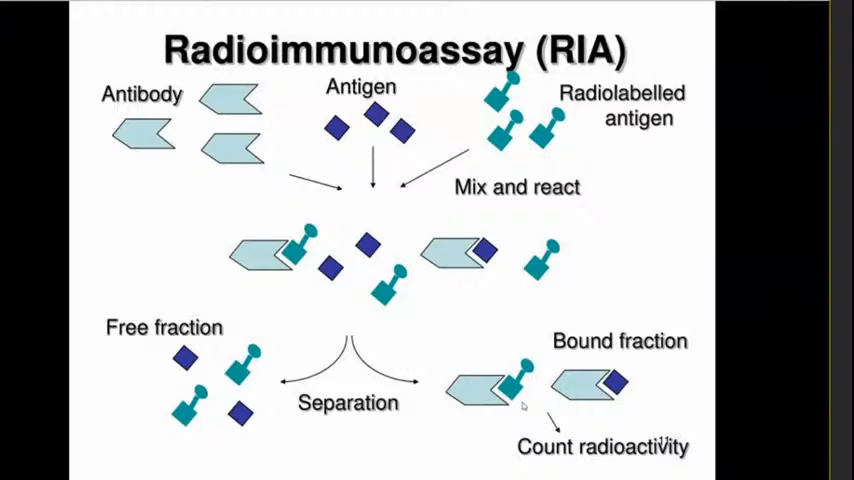 Radioimmunoassay (RIA)
Antibody
Antigen
Radiolabelled
antigen
Mix and react
Free fraction
Bound fraction
Separation
Count radioactivity